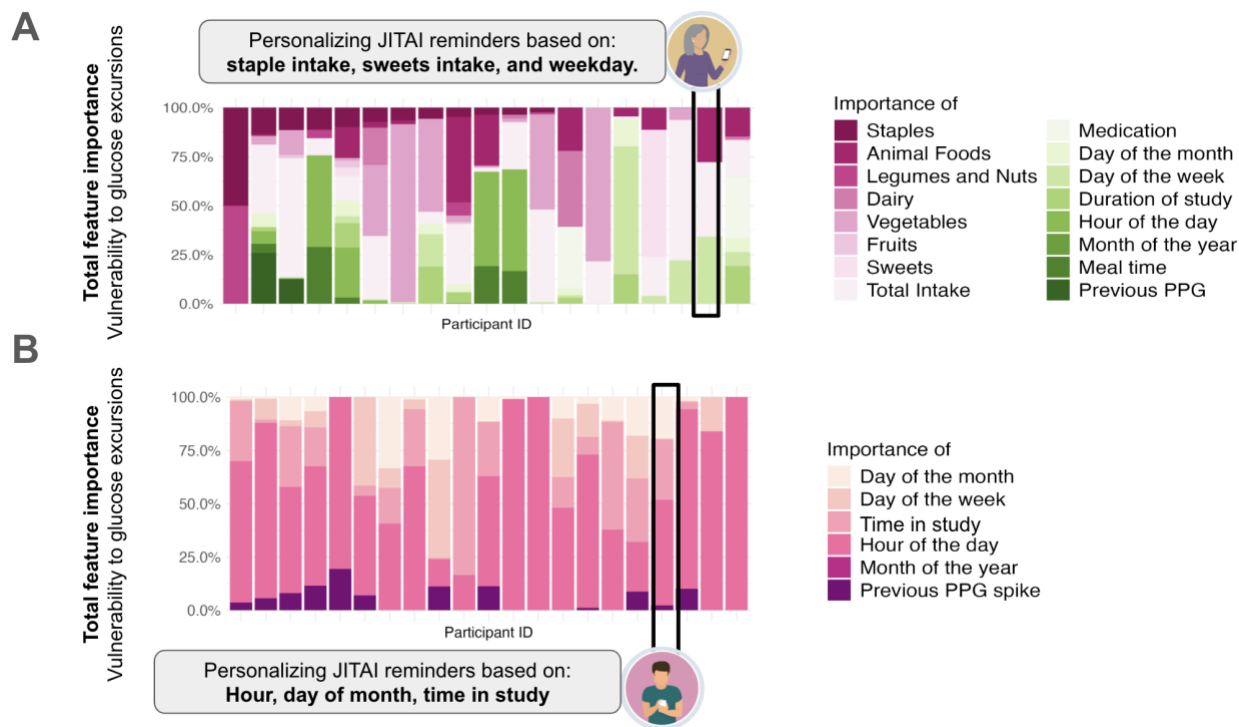 A
Personalizing JITAI reminders based on:
staple intake, sweets intake, and weekday.
Total feature importance
Vulnerability to glucose excursions
100.0%
75.0%
50.0%
25.0%
0.0%
Participant ID
Importance of
Staples
Animal Foods
Legumes and Nuts
Dairy
Vegetables
Fruits
Sweets
Total Intake
Medication
Day of the month
Day of the week
Duration of study
Hour of the day
Month of the year
Meal time
Previous PPG
B
Total feature importance
Vulnerability to glucose excursions
100.0%
75.0%
50.0%
25.0%
0.0%
Participant ID
Importance of
Day of the month
Day of the week
Time in study
Hour of the day
Month of the year
Previous PPG spike
Personalizing JITAI reminders based on:
Hour, day of month, time in study